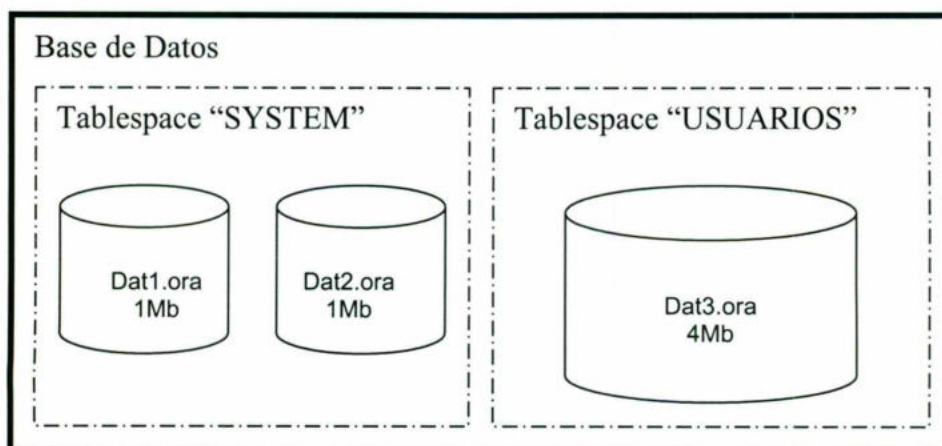 Base de Datos
Tablespace “SYSTEM”
Dat1.ora
1Mb
Dat2.ora
1Mb
Tablespace “USUARIOS”
Dat3.ora
4Mb